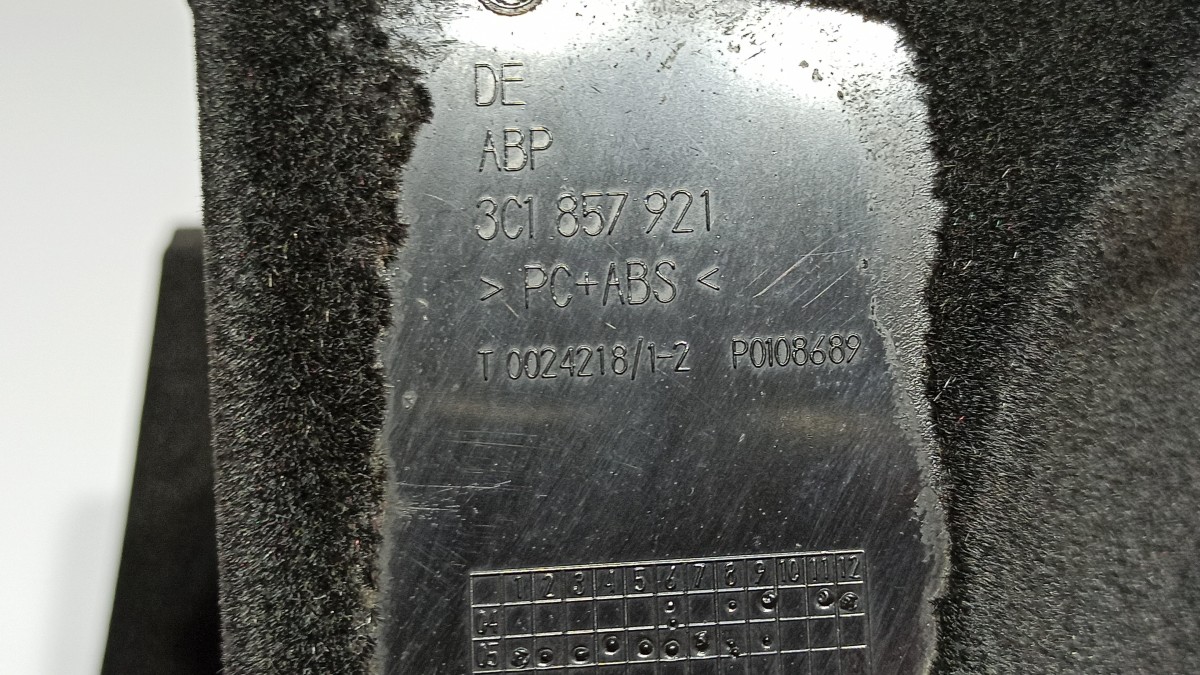 DE
ABP
3C1 857 921
> PC+ABS <
T 0024218/1-2 P0108689
1 2 3 4 5 6 7 8 9 10 11 12
04
05